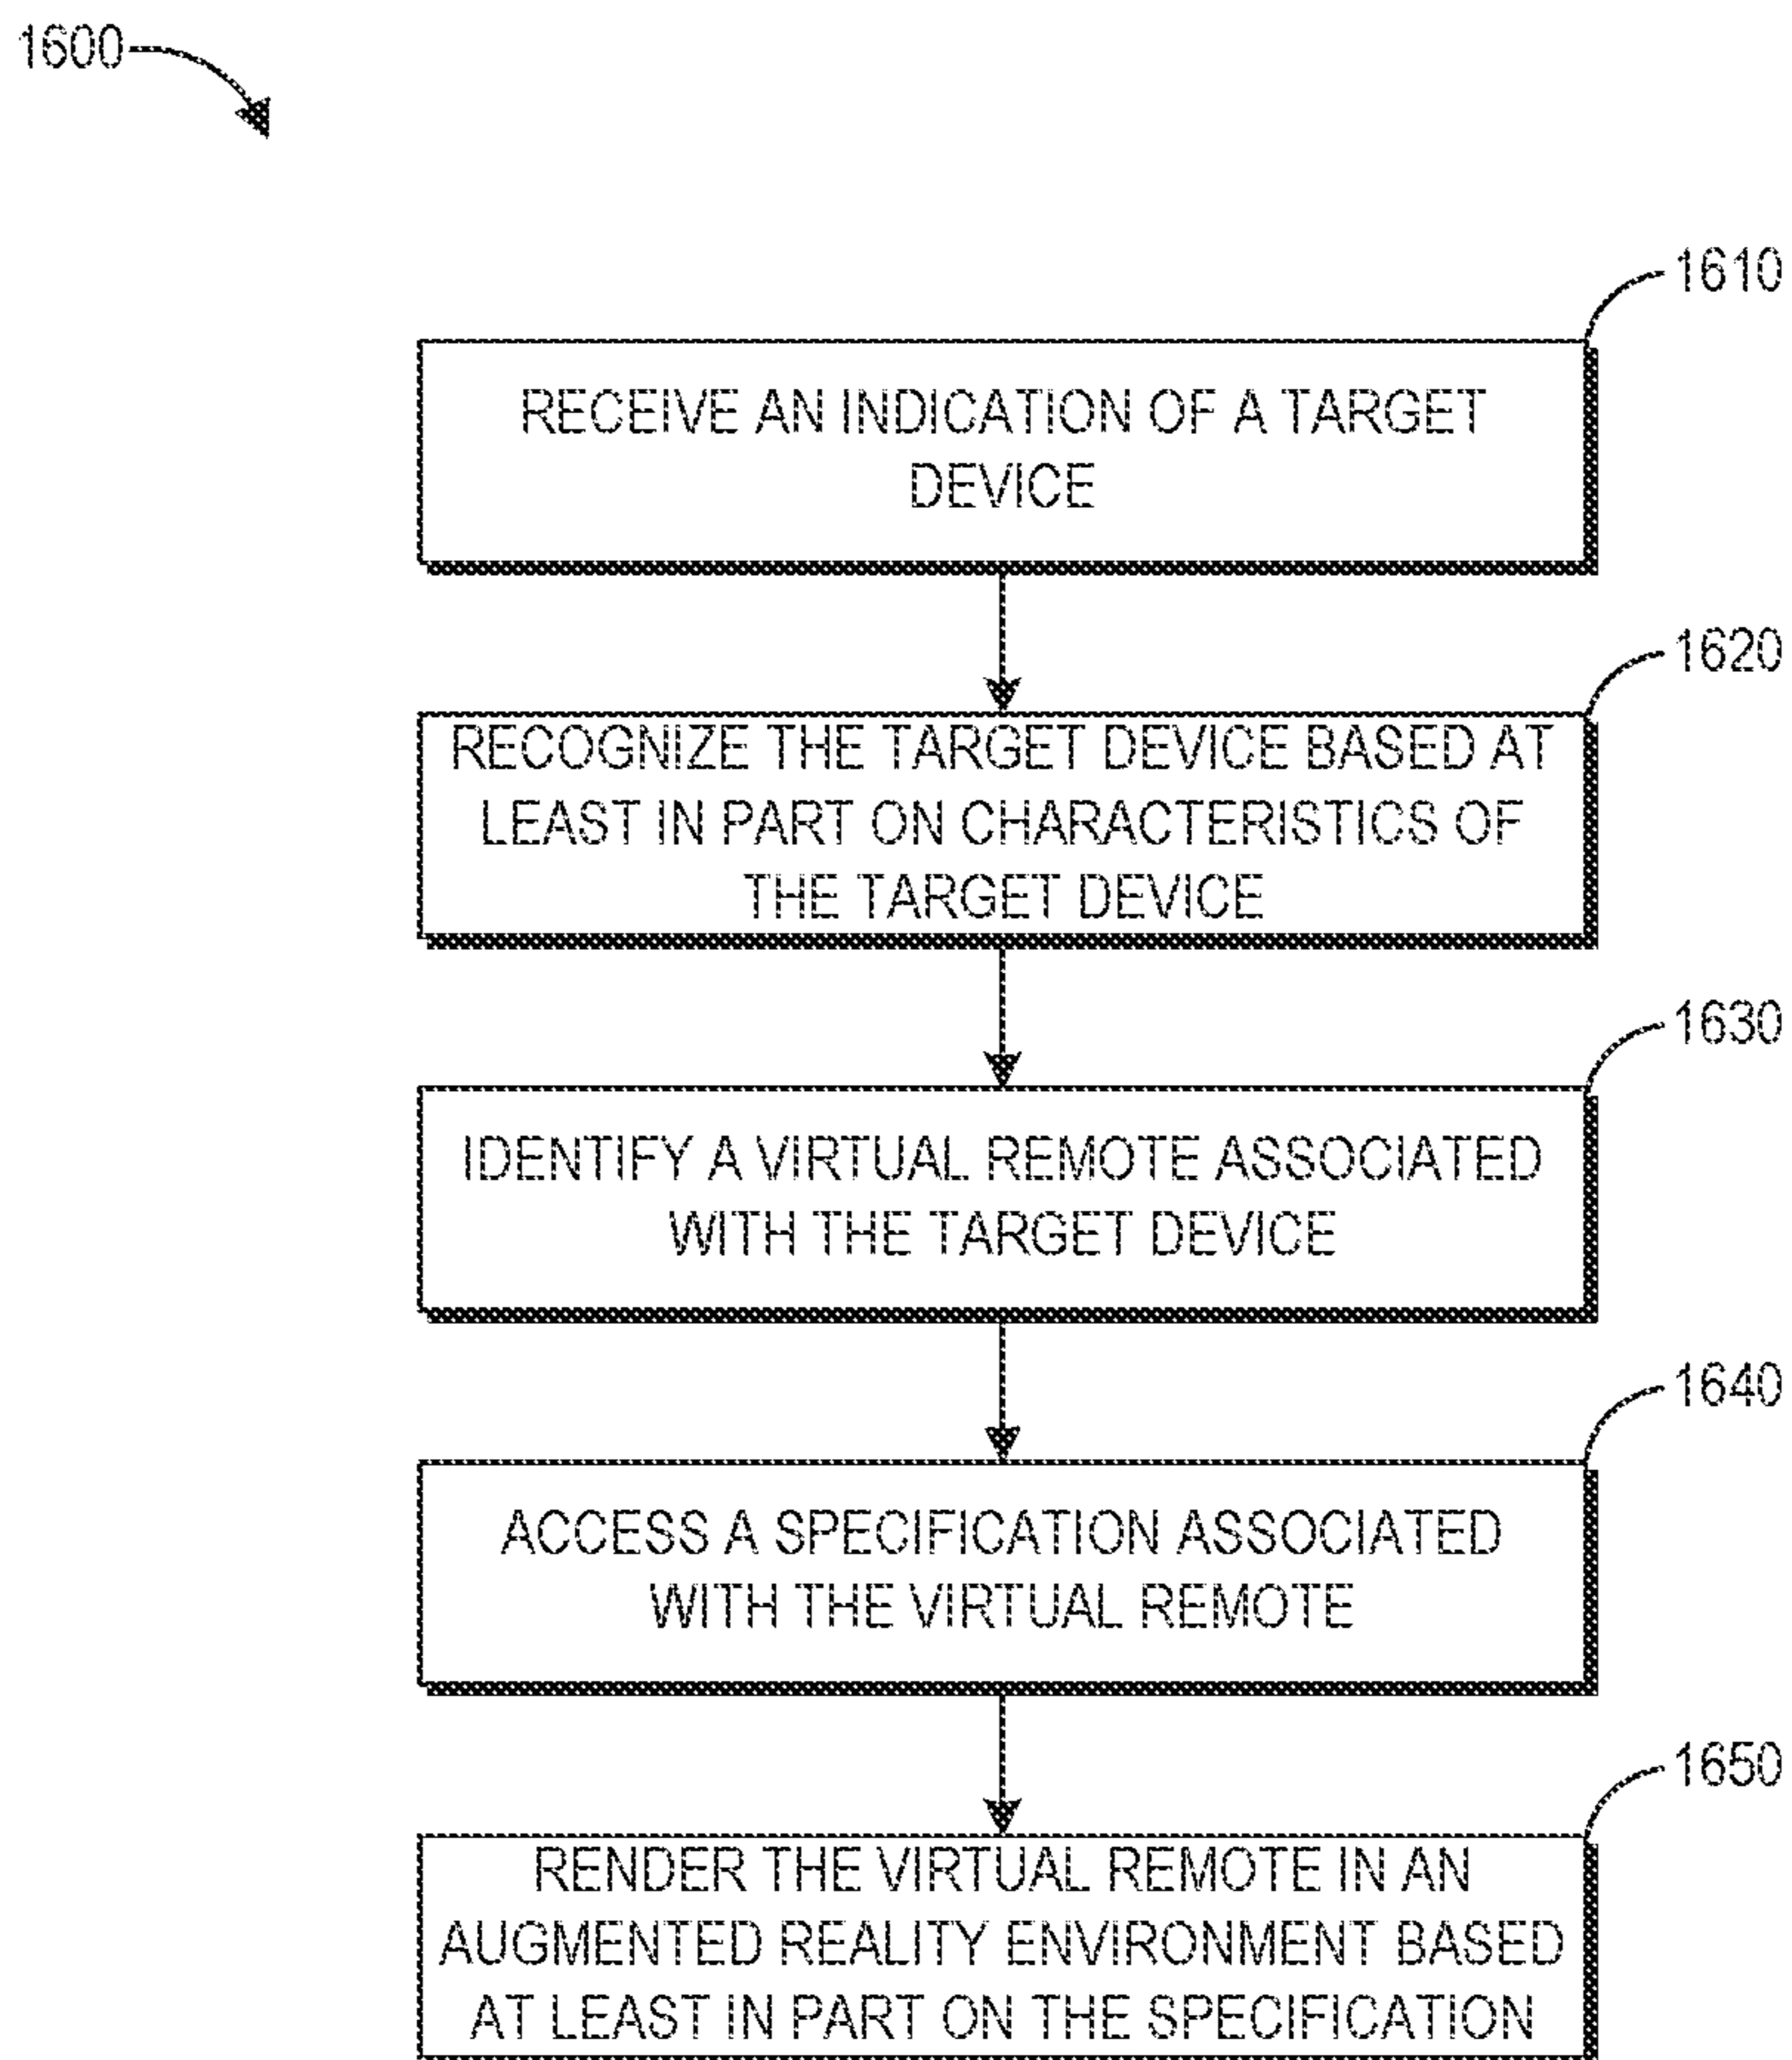 1600
1610
RECEIVE AN INDICATION OF A TARGET
DEVICE
1620
RECOGNIZE THE TARGET DEVICE BASED AT
LEAST IN PART ON CHARACTERISTICS OF
THE TARGET DEVICE
1630
IDENTIFY A VIRTUAL REMOTE ASSOCIATED
WITH THE TARGET DEVICE
1640
ACCESS A SPECIFICATION ASSOCIATED
WITH THE VIRTUAL REMOTE
1650
RENDER THE VIRTUAL REMOTE IN AN
AUGMENTED REALITY ENVIRONMENT BASED
AT LEAST IN PART ON THE SPECIFICATION